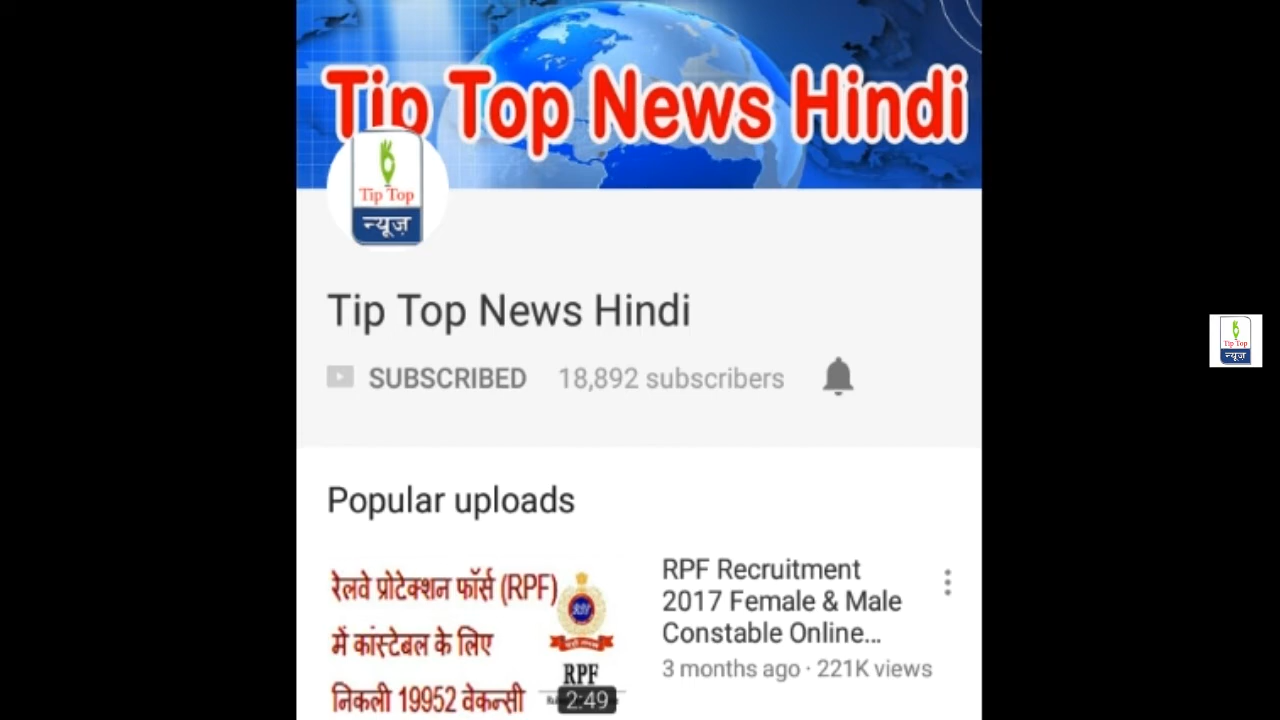 Tip Top News Hindi
Tip Top
न्यूज़
Tip Top News Hindi
SUBSCRIBED 18,892 subscribers
Tip Top
न्यूज़
Popular uploads
रेलवे प्रोटेक्शन फॉर्स (RPF)
में कांस्टेबल के लिए
निकली 19952 वेकन्सी
RPF
2:49
RPF Recruitment
2017 Female & Male
Constable Online...
3 months ago · 221K views